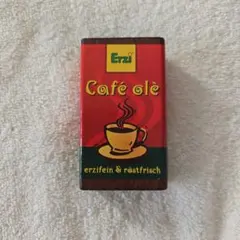 Erzi
Café olè
erzifein & röstfrisch